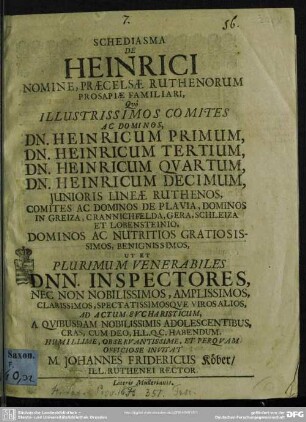 7.
56.
SCHEDIASMA
DE
HEINRICI
NOMINE, PRÆCELSÆ RUTHENORUM
PROSAPIÆ FAMILIARI,
Quô
ILLUSTRISSIMOS COMITES
AC DOMINOS,
DN. HEINRICUM PRIMUM,
DN. HEINRICUM TERTIUM,
DN. HEINRICUM QVARTUM,
DN. HEINRICUM DECIMUM,
JUNIORIS LINEÆ RUTHENOS,
COMITES AC DOMINOS DE PLAVIA, DOMINOS
IN GREIZA, CRANNICHFELDA, GERA, SCHLEIZA
ET LOBENSTEINIO,
DOMINOS AC NUTRITIOS GRATIOSIS-
SIMOS, BENIGNISSIMOS,
UT ET
PLURIMUM VENERABILES
DNN. INSPECTORES,
NEC NON NOBILISSIMOS, AMPLISSIMOS,
CLARISSIMOS, SPECTATISSIMOSQVE VIROS ALIOS,
AD ACTUM EUCHARISTICUM,
A QVIBUSDAM NOBILISSIMIS ADOLESCENTIBUS,
CRAS, CUM DEO, ILL. QC. HABENDUM,
HUMILLIME, OBSERVANTISSIME, ET PERQVAM
OFFICIOSE INVITAT
M. JOHANNES FRIDERICUS Köber/
ILL. RUTHENEI RECTOR.
Literis Müllerianis.
Saxon.